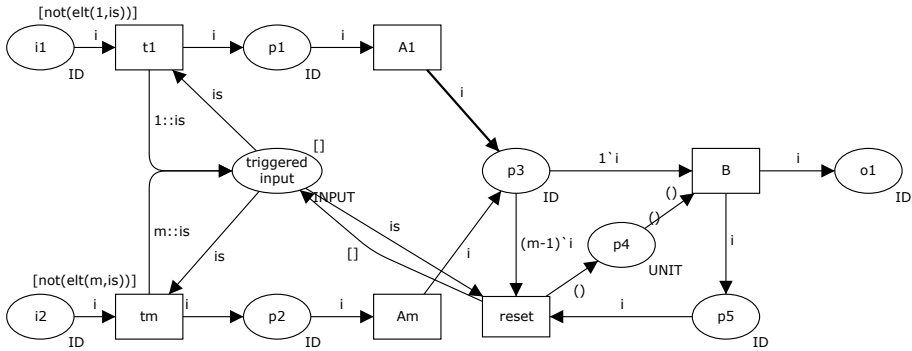 [not(elt(1,is))]
i1
i
t1
i
p1
i
A1
ID
ID
is
i
1::is
[]
triggered
input
INPUT
p3
ID
1`i
B
i
o1
ID
()
()
m::is
is
is
[]
i
(m-1)`i
p4
UNIT
i
[not(elt(m,is))]
i2
i
tm
i
p2
i
Am
reset
()
i
p5
ID
ID
ID